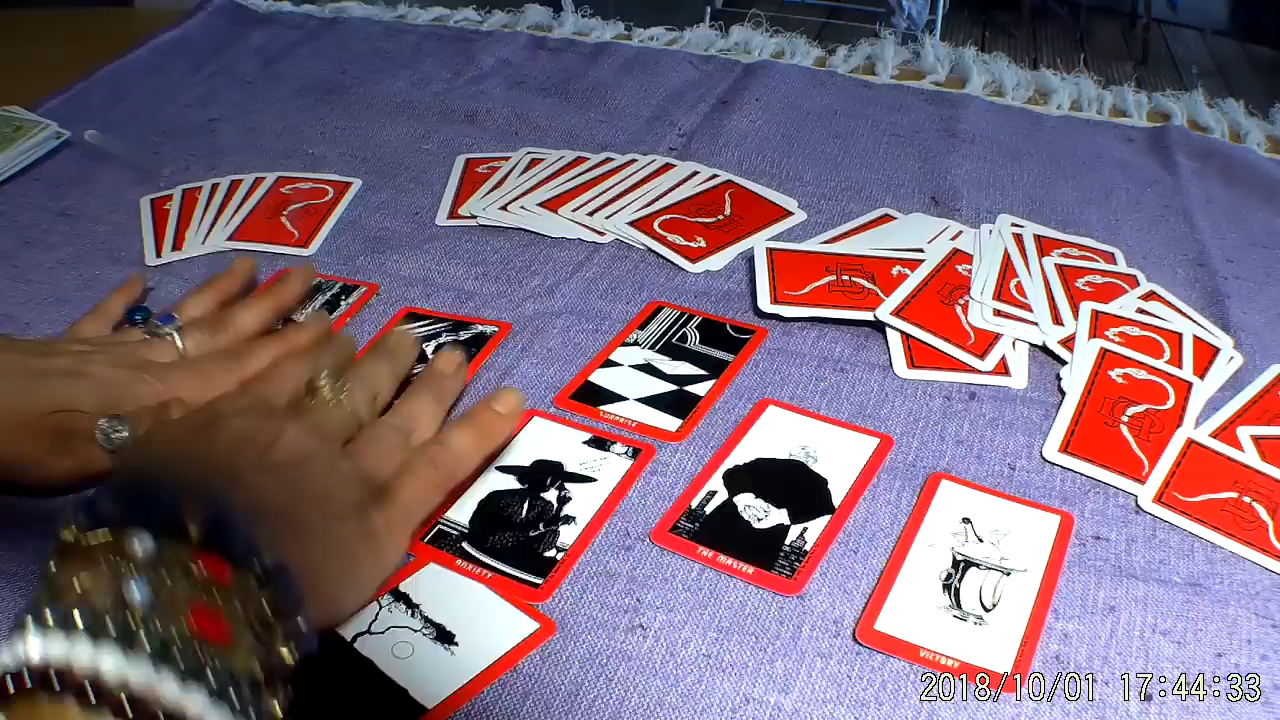 SURPRISE
ANXIETY
THE MASTER
VICTORY
2018/10/01 17:44:33